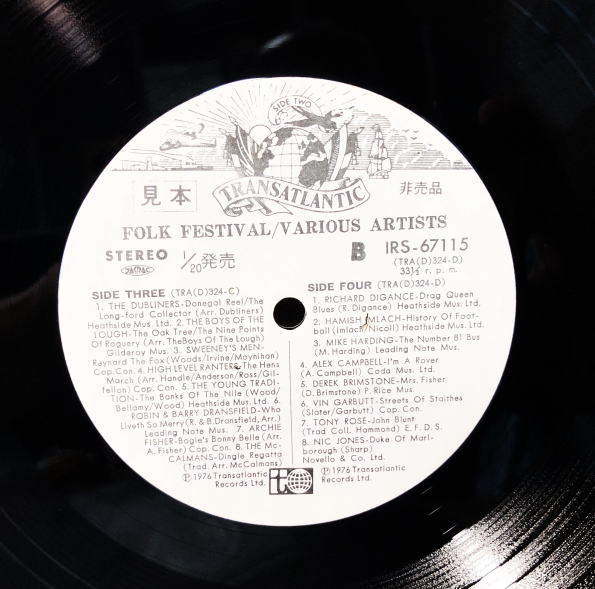 SIDE TWO
TRANSATLANTIC
見本
非売品
FOLK FESTIVAL/VARIOUS ARTISTS
STEREO
1/20発売
B
IRS-67115
(TRA(D)324-D)
33⅓ r. p. m.
SIDE THREE (TRA(D)324-C)
1. THE DUBLINERS-Donegal Reel/The
Long-ford Collector (Arr. Dubliners)
Heathside Mus. Ltd. 2. THE BOYS OF THE
LOUGH-The Oak Tree/The Nine Points
Of Roguery (Arr. TheBoys Of The Lough)
Gilderoy Mus. 3. SWEENEY'S MEN-
Raynard The Fox (Woods/Irvine/Moynihan)
Cop. Con. 4. HIGH LEVEL RANTERS-The Hens
March (Arr. Handle/Anderson/Ross/Gil-
fellon) Cop. Con. 5. THE YOUNG TRADI-
TION-The Banks Of The Nile (Wood/
Bellamy/Wood) Heathside Mus. Ltd. 6.
ROBIN & BARRY DRANSFIELD-Who
Liveth So Merry (R. & B. Dransfield, Arr.)
Leading Note Mus. 7. ARCHIE
FISHER-Bogie's Bonny Belle (Arr.
A. Fisher) Cop. Con. 8. THE Mc-
CALMANS-Dingle Regatta
(Trad. Arr. McCalmans)
Ⓟ1976 Transatlantic
Records Ltd.
SIDE FOUR (TRA(D)324-D)
1. RICHARD DIGANCE-Drag Queen
Blues (R. Digance) Heathside Mus. Ltd.
2. HAMISH IMLACH-History Of Foot-
ball (Imlach/Nicoll) Heathside Mus. Ltd.
3. MIKE HARDING-The Number 81 Bus
(M. Harding) Leading Note Mus.
4. ALEX CAMPBELL-I'm A Rover
(A. Campbell) Coda Mus. Ltd.
5. DEREK BRIMSTONE-Mrs. Fisher
(D. Brimstone) P. Rice Mus.
6. VIN GARBUTT-Streets Of Staithes
(Slater/Garbutt) Cop. Con.
7. TONY ROSE-John Blunt
(Trad Coll. Hammond) E. F. D. S.
8. NIC JONES-Duke Of Marl-
borough (Sharp)
Novello & Co. Ltd.
Ⓟ1976 Transatlantic
Records Ltd.